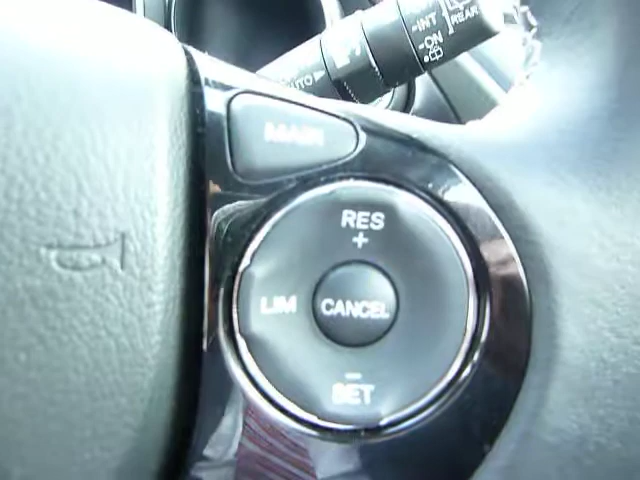 -INT
-ON
REAR
AUTO
MAIN
RES
+
LIM
CANCEL
–
SET